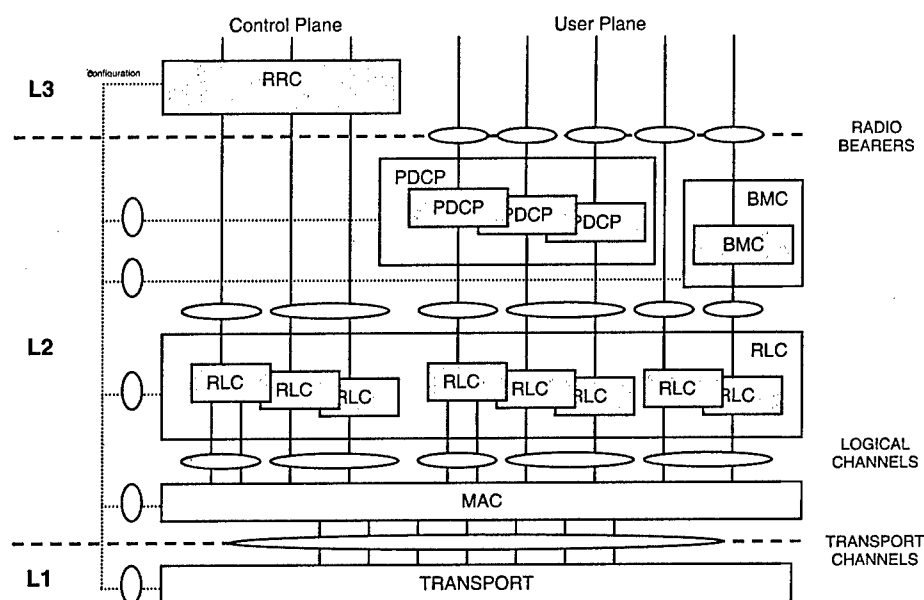 Control Plane
User Plane
configuration
L3
RRC
RADIO
BEARERS
PDCP
PDCP
PDCP
PDCP
BMC
BMC
L2
RLC
RLC
RLC
RLC
RLC
RLC
RLC
RLC
RLC
LOGICAL
CHANNELS
MAC
TRANSPORT
CHANNELS
L1
TRANSPORT